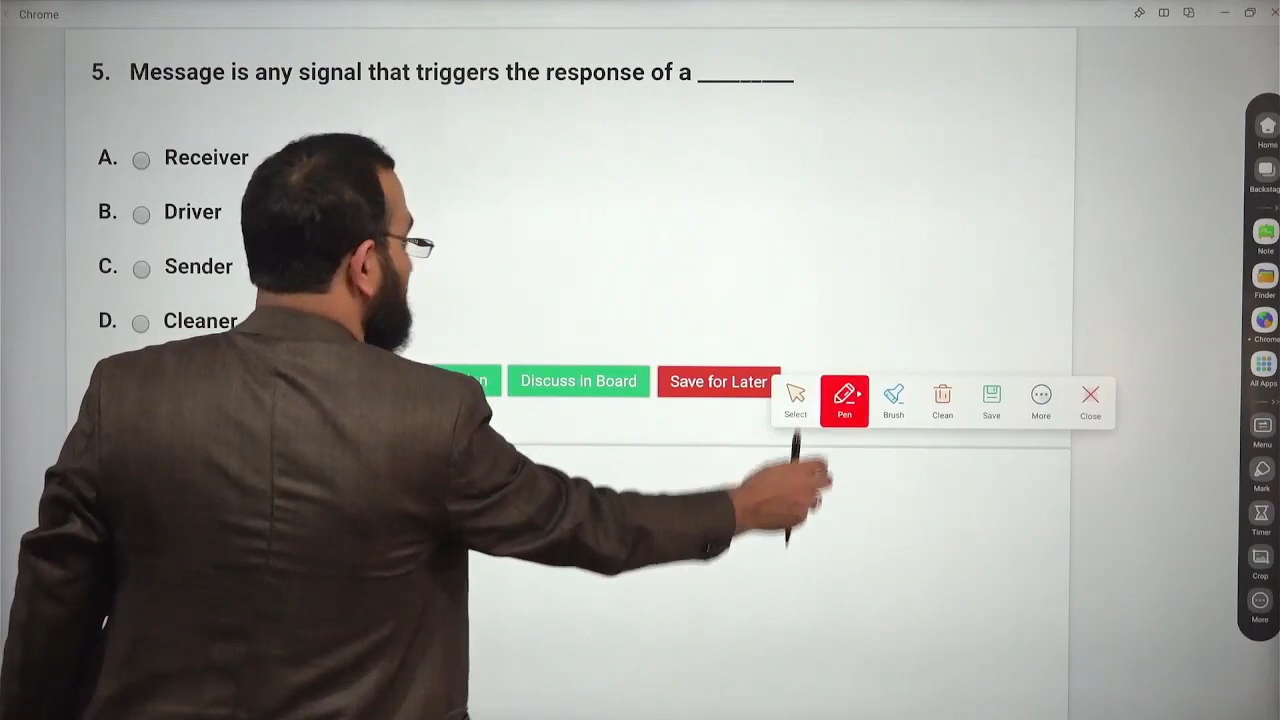 Chrome
5. Message is any signal that triggers the response of a ________
A. Receiver
B. Driver
C. Sender
D. Cleaner
Discuss in Board
Save for Later
Select
Pen
Brush
Clean
Save
More
Close
Home
Note
Finder
Chrome
All Apps
Menu
Mark
Timer
Crop
More